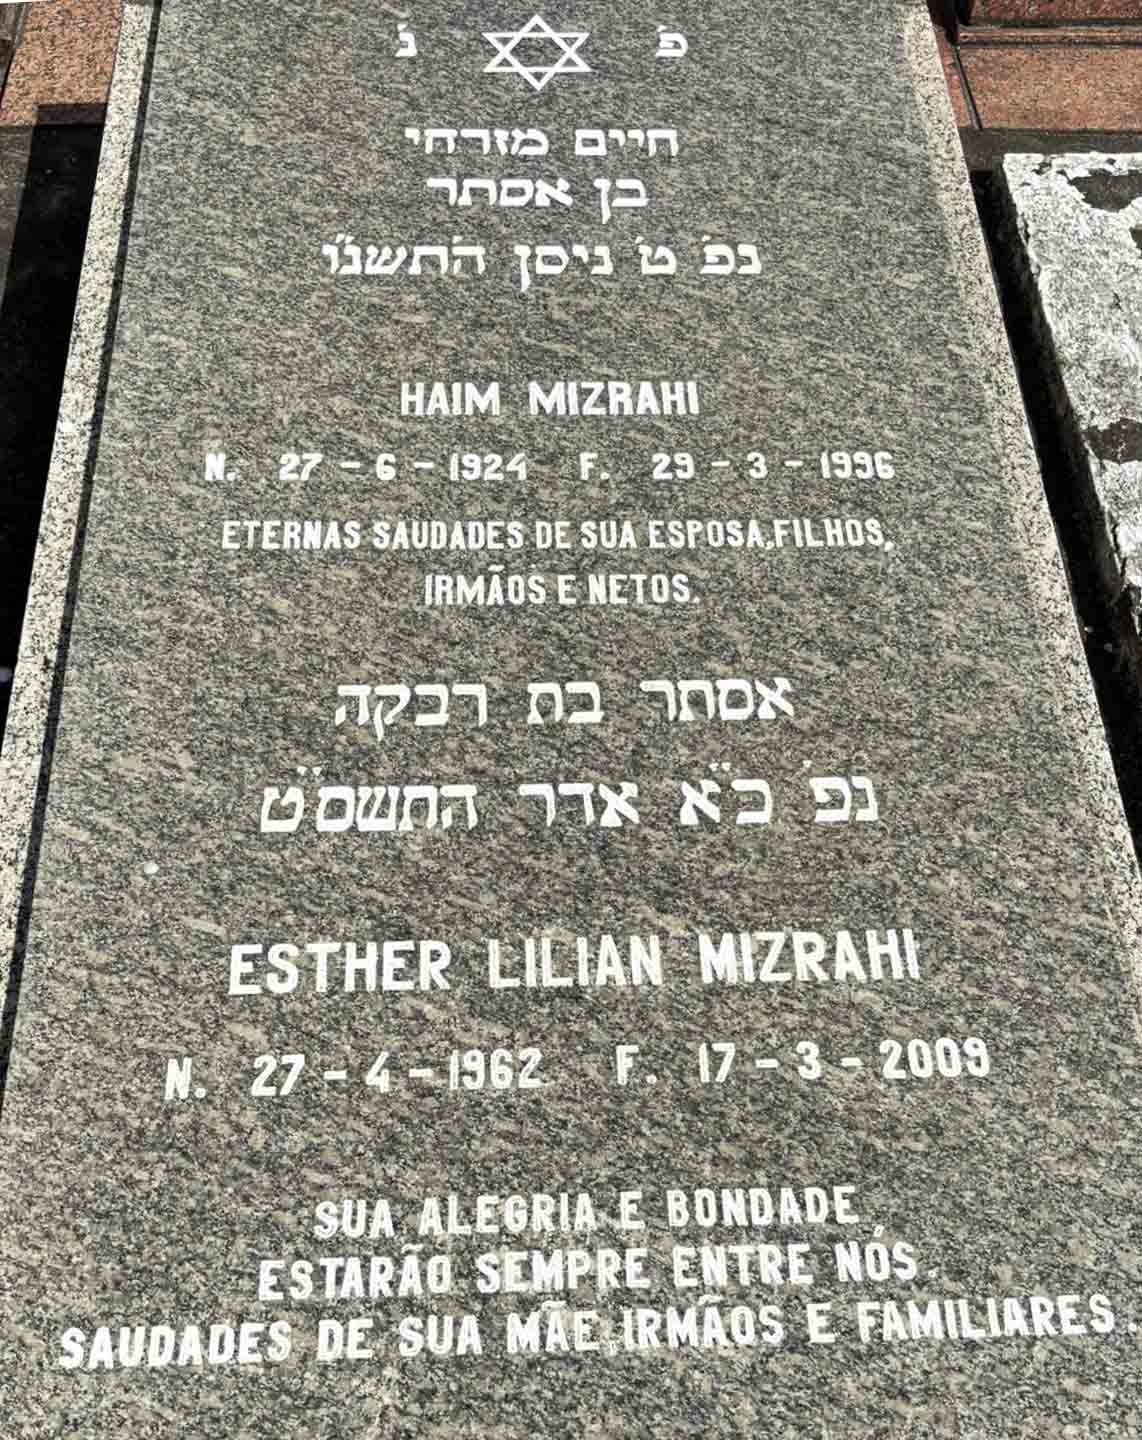 פ' נ'
חיים מזרחי
בן אסתר
נפ' ט' ניסן ה'תשנ"ו
HAIM MIZRAHI
N. 27 - 6 - 1924 F. 29 - 3 - 1996
ETERNAS SAUDADES DE SUA ESPOSA, FILHOS,
IRMÃOS E NETOS.
אסתר בת רבקה
נפ' כ"א אדר התשס"ט
ESTHER LILIAN MIZRAHI
N. 27 - 4 - 1962 F. 17 - 3 - 2009
SUA ALEGRIA E BONDADE,
ESTARÃO SEMPRE ENTRE NÓS.
SAUDADES DE SUA MÃE, IRMÃOS E FAMILIARES.